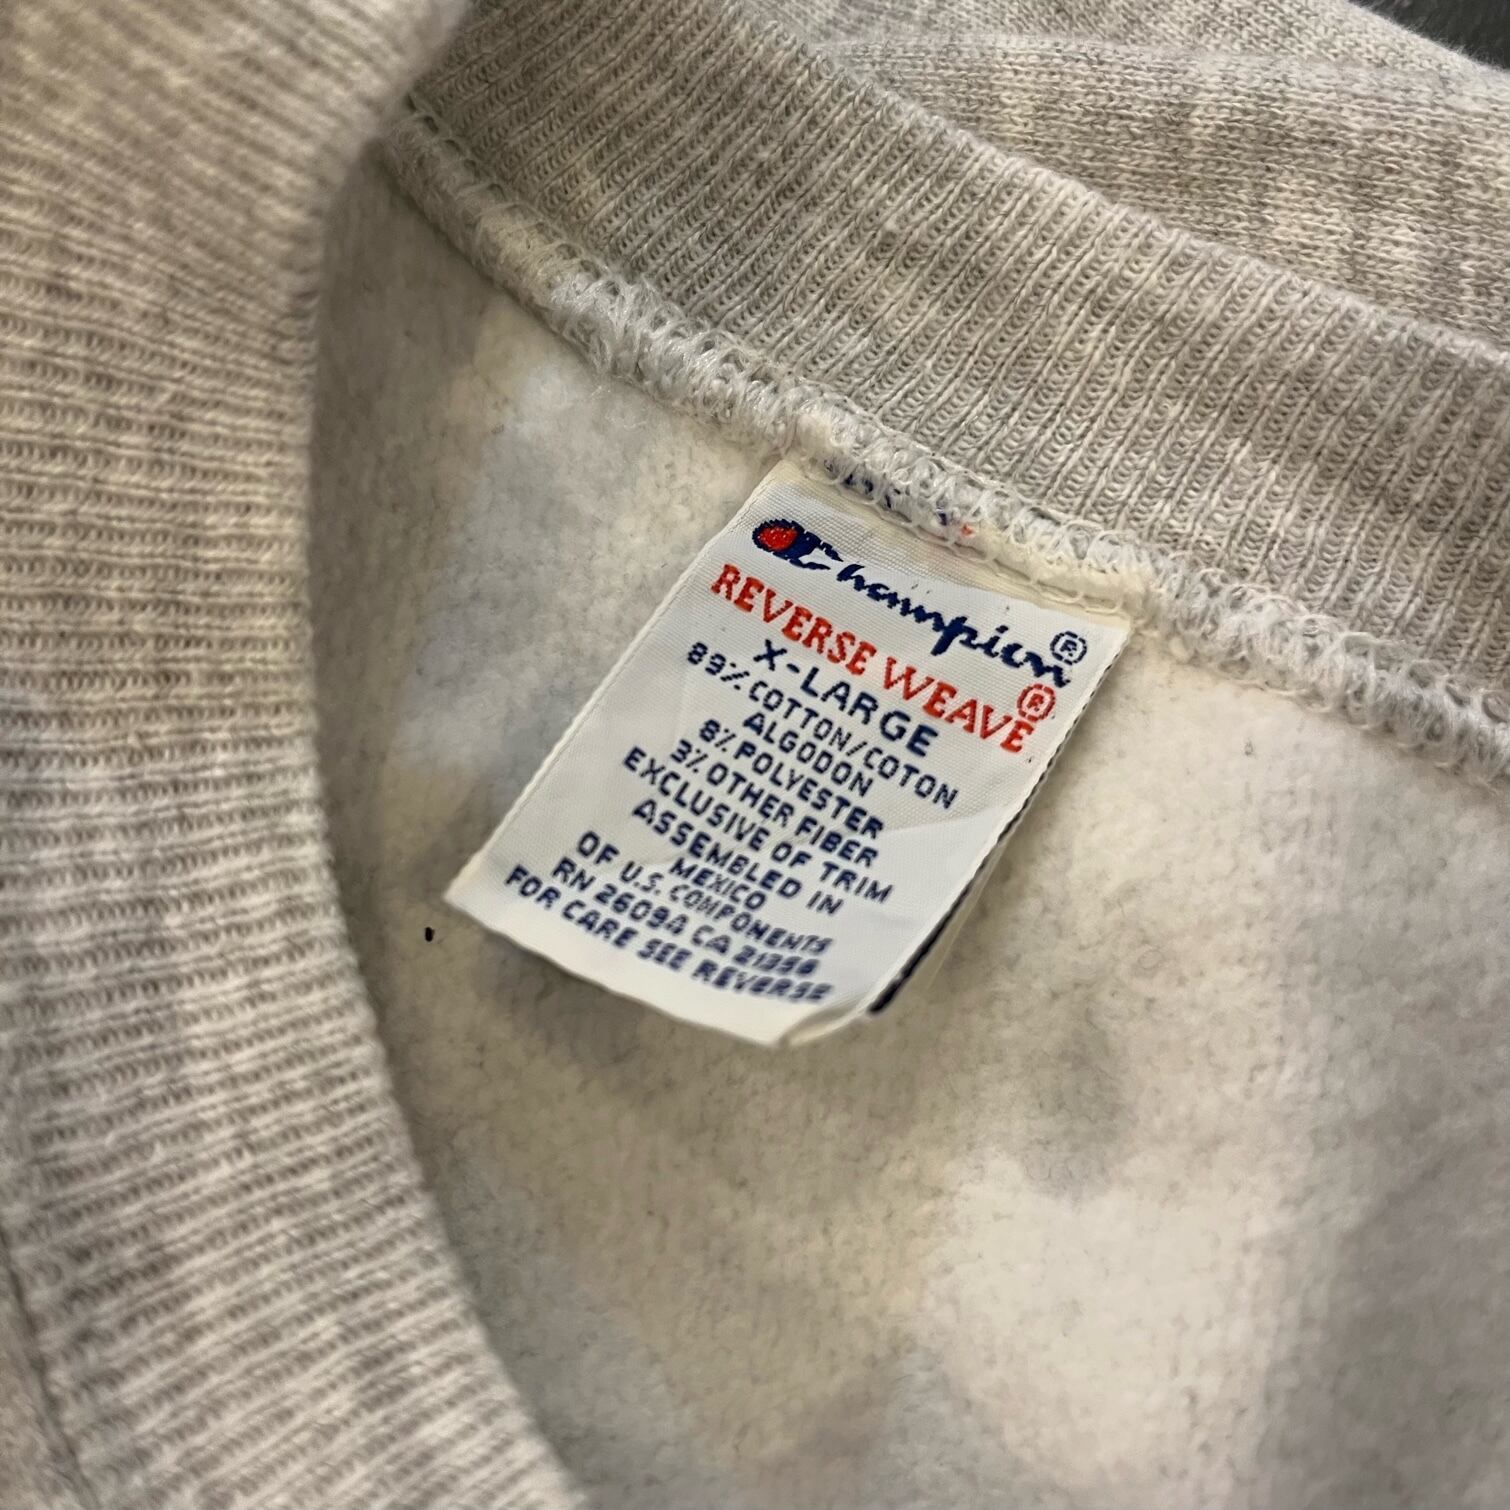 Champion®
REVERSE WEAVE®
X-LARGE
89% COTTON/COTON
ALGODON
8% POLYESTER
3% OTHER FIBER
EXCLUSIVE OF TRIM
ASSEMBLED IN
MEXICO
OF U.S. COMPONENTS
RN 26094 CA 21356
FOR CARE SEE REVERSE